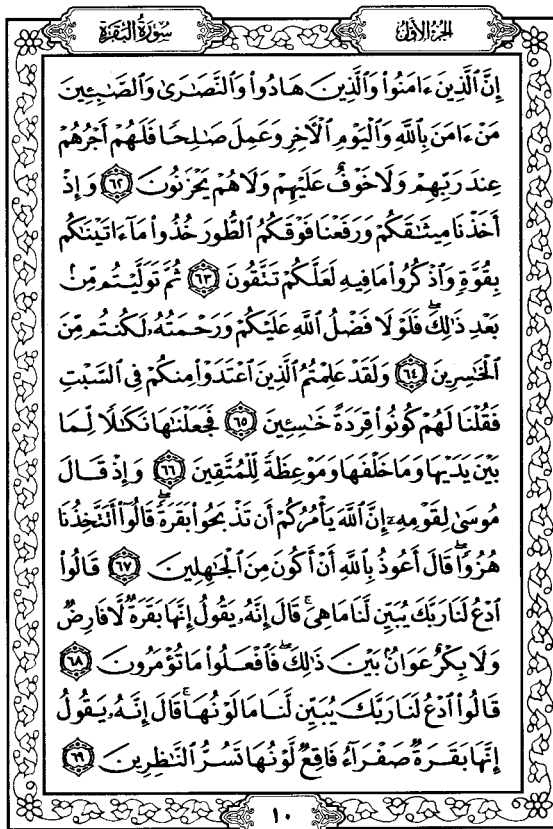 الجزء الأول
سورة البقرة
إِنَّ ٱلَّذِينَ ءَامَنُوا۟ وَٱلَّذِينَ هَادُوا۟ وَٱلنَّصَٰرَىٰ وَٱلصَّٰبِـِٔينَ
مَنْ ءَامَنَ بِٱللَّهِ وَٱلْيَوْمِ ٱلْءَاخِرِ وَعَمِلَ صَٰلِحًا فَلَهُمْ أَجْرُهُمْ
عِندَ رَبِّهِمْ وَلَا خَوْفٌ عَلَيْهِمْ وَلَا هُمْ يَحْزَنُونَ ٦٢ وَإِذْ
أَخَذْنَا مِيثَٰقَكُمْ وَرَفَعْنَا فَوْقَكُمُ ٱلطُّورَ خُذُوا۟ مَآ ءَاتَيْنَٰكُم
بِقُوَّةٍ وَٱذْكُرُوا۟ مَا فِيهِ لَعَلَّكُمْ تَتَّقُونَ ٦٣ ثُمَّ تَوَلَّيْتُم مِّنۢ
بَعْدِ ذَٰلِكَ ۖ فَلَوْلَا فَضْلُ ٱللَّهِ عَلَيْكُمْ وَرَحْمَتُهُۥ لَكُنتُم مِّنَ
ٱلْخَٰسِرِينَ ٦٤ وَلَقَدْ عَلِمْتُمُ ٱلَّذِينَ ٱعْتَدَوْا۟ مِنكُمْ فِى ٱلسَّبْتِ
فَقُلْنَا لَهُمْ كُونُوا۟ قِرَدَةً خَٰسِـِٔينَ ٦٥ فَجَعَلْنَٰهَا نَكَٰلًا لِّمَا
بَيْنَ يَدَيْهَا وَمَا خَلْفَهَا وَمَوْعِظَةً لِّلْمُتَّقِينَ ٦٦ وَإِذْ قَالَ
مُوسَىٰ لِقَوْمِهِۦٓ إِنَّ ٱللَّهَ يَأْمُرُكُمْ أَن تَذْبَحُوا۟ بَقَرَةً ۖ قَالُوٓا۟ أَتَتَّخِذُنَا
هُزُوًا ۖ قَالَ أَعُوذُ بِٱللَّهِ أَنْ أَكُونَ مِنَ ٱلْجَٰهِلِينَ ٦٧ قَالُوا۟
ٱدْعُ لَنَا رَبَّكَ يُبَيِّن لَّنَا مَا هِىَ ۚ قَالَ إِنَّهُۥ يَقُولُ إِنَّهَا بَقَرَةٌ لَّا فَارِضٌ
وَلَا بِكْرٌ عَوَانٌۢ بَيْنَ ذَٰلِكَ ۖ فَٱفْعَلُوا۟ مَا تُؤْمَرُونَ ٦٨
قَالُوا۟ ٱدْعُ لَنَا رَبَّكَ يُبَيِّن لَّنَا مَا لَوْنُهَا ۚ قَالَ إِنَّهُۥ يَقُولُ
إِنَّهَا بَقَرَةٌ صَفْرَآءُ فَاقِعٌ لَّوْنُهَا تَسُرُّ ٱلنَّٰظِرِينَ ٦٩
١٠